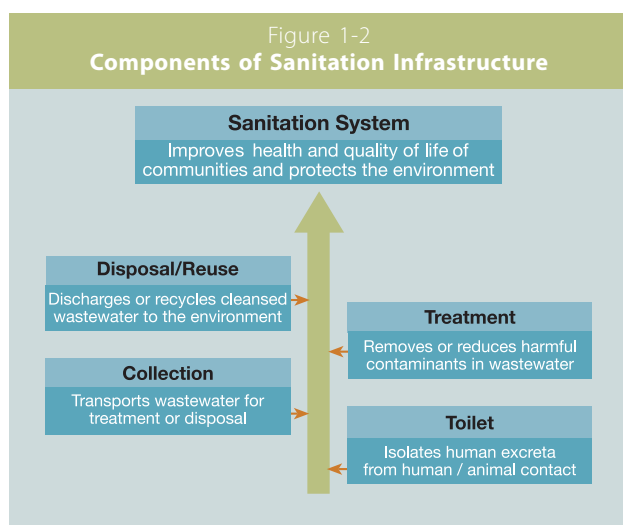 Figure 1-2
Components of Sanitation Infrastructure
Sanitation System
Improves health and quality of life of
communities and protects the environment
Disposal/Reuse
Discharges or recycles cleansed
wastewater to the environment
Treatment
Removes or reduces harmful
contaminants in wastewater
Collection
Transports wastewater for
treatment or disposal
Toilet
Isolates human excreta
from human / animal contact